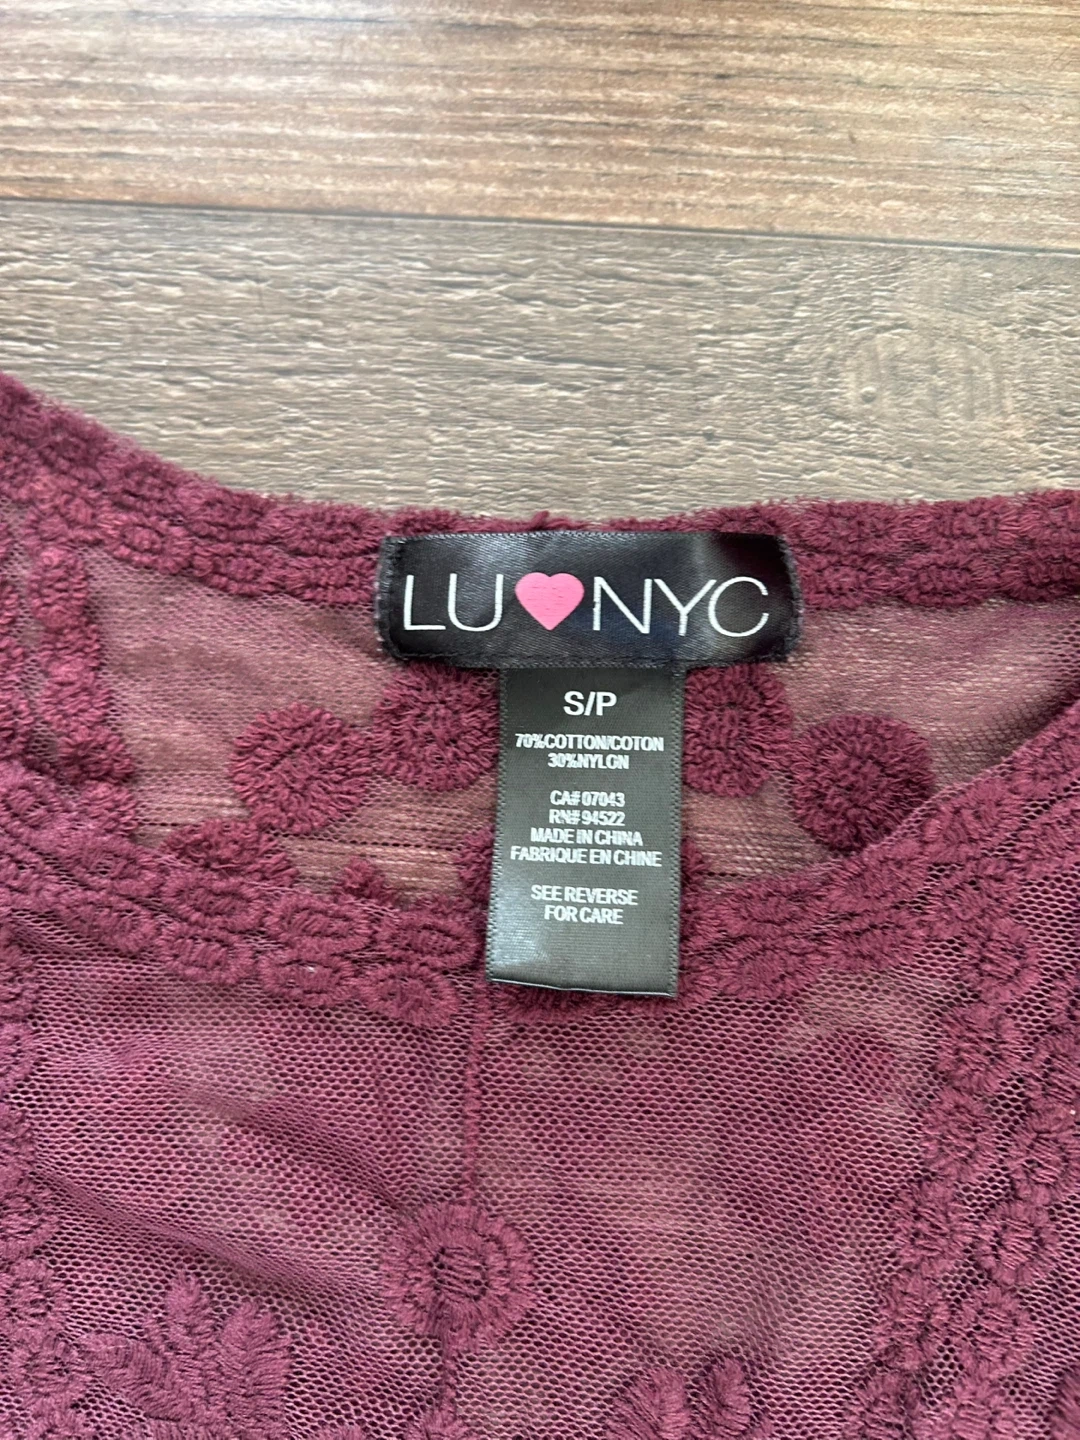 LU♥NYC
S/P
70%COTTON/COTON
30%NYLON
CA# 07043
RN# 94522
MADE IN CHINA
FABRIQUE EN CHINE
SEE REVERSE
FOR CARE